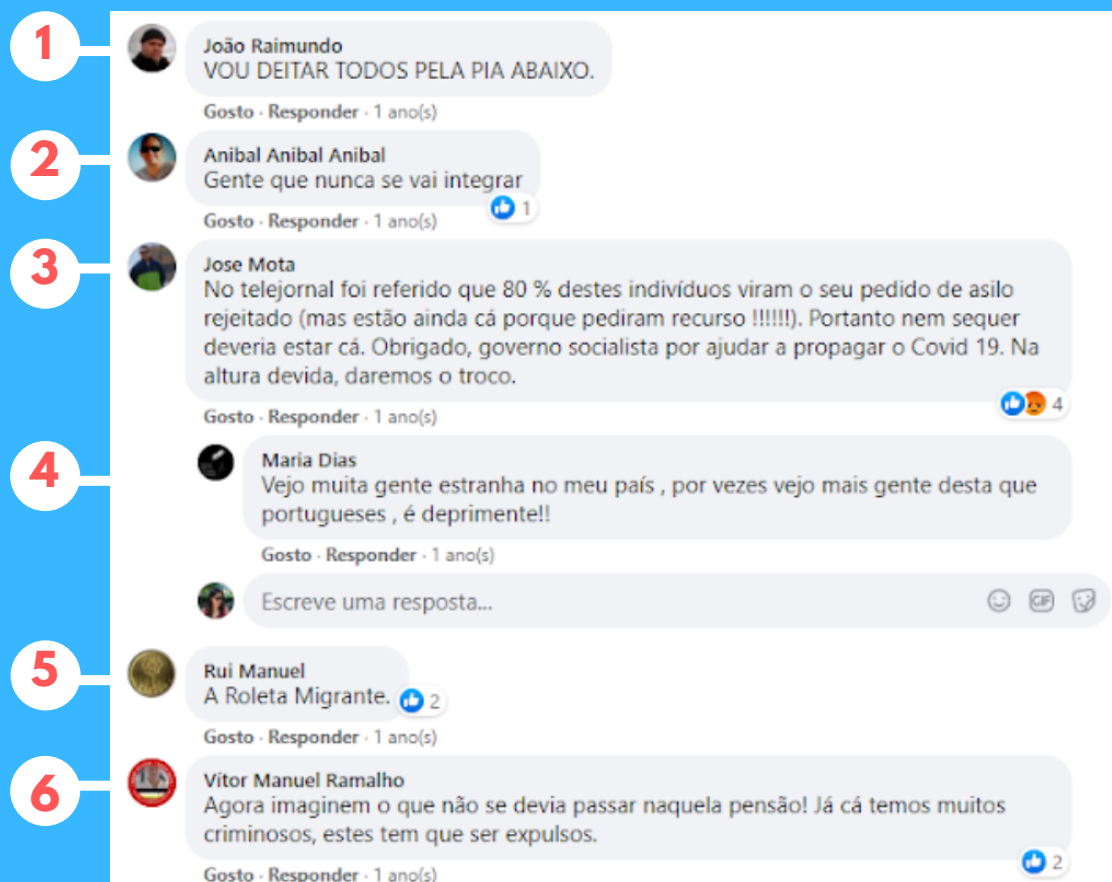 1
João Raimundo
VOU DEITAR TODOS PELA PIA ABAIXO.
Gosto · Responder · 1 ano(s)
2
Anibal Anibal Anibal
Gente que nunca se vai integrar
1
Gosto · Responder · 1 ano(s)
3
Jose Mota
No telejornal foi referido que 80 % destes indivíduos viram o seu pedido de asilo
rejeitado (mas estão ainda cá porque pediram recurso !!!!!!). Portanto nem sequer
deveria estar cá. Obrigado, governo socialista por ajudar a propagar o Covid 19. Na
altura devida, daremos o troco.
4
Gosto · Responder · 1 ano(s)
4
Maria Dias
Vejo muita gente estranha no meu país , por vezes vejo mais gente desta que
portugueses , é deprimente!!
Gosto · Responder · 1 ano(s)
Escreve uma resposta...
GIF
5
Rui Manuel
A Roleta Migrante.
2
Gosto · Responder · 1 ano(s)
6
Vítor Manuel Ramalho
Agora imaginem o que não se devia passar naquela pensão! Já cá temos muitos
criminosos, estes tem que ser expulsos.
2
Gosto · Responder · 1 ano(s)